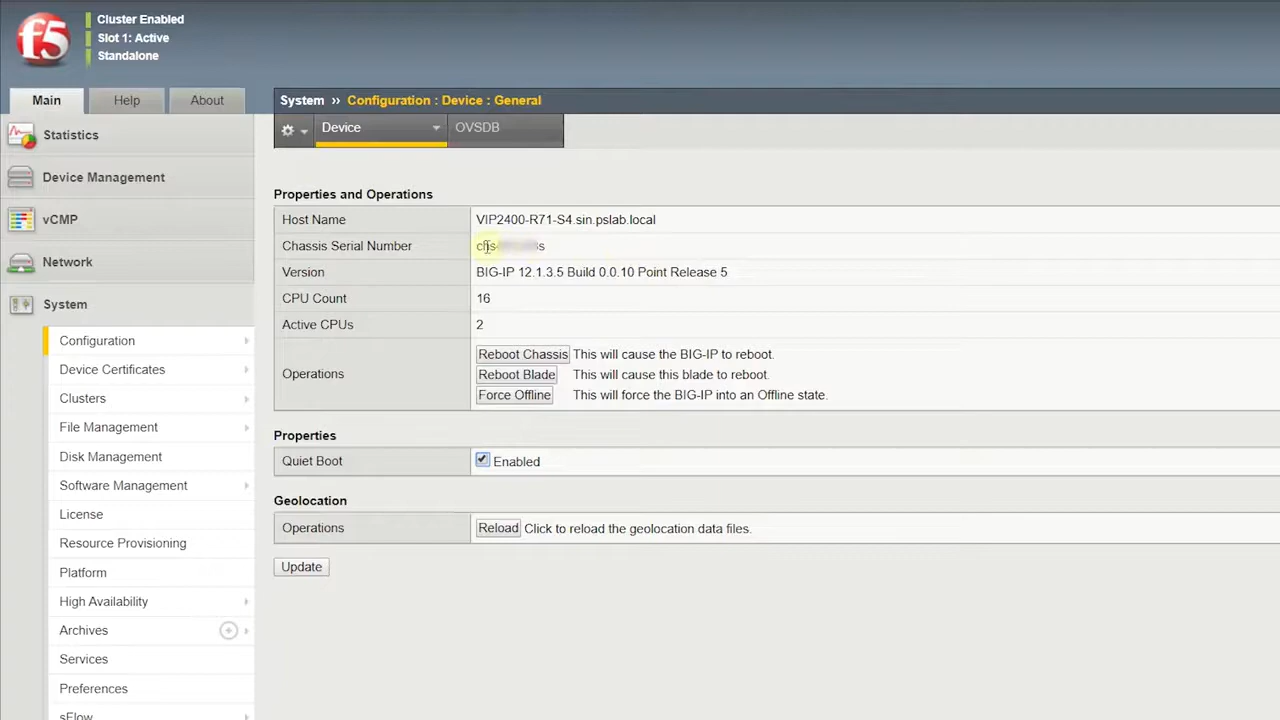 f5
Cluster Enabled
Slot 1: Active
Standalone
Main Help About
System » Configuration : Device : General
Device OVSDB
Statistics
Device Management
vCMP
Network
System
Configuration
Device Certificates
Clusters
File Management
Disk Management
Software Management
License
Resource Provisioning
Platform
High Availability
Archives
Services
Preferences
sFlow
Properties and Operations
Host Name VIP2400-R71-S4.sin.pslab.local
Chassis Serial Number
Version BIG-IP 12.1.3.5 Build 0.0.10 Point Release 5
CPU Count 16
Active CPUs 2
Operations
Reboot Chassis This will cause the BIG-IP to reboot.
Reboot Blade This will cause this blade to reboot.
Force Offline This will force the BIG-IP into an Offline state.
Properties
Quiet Boot Enabled
Geolocation
Operations Reload Click to reload the geolocation data files.
Update